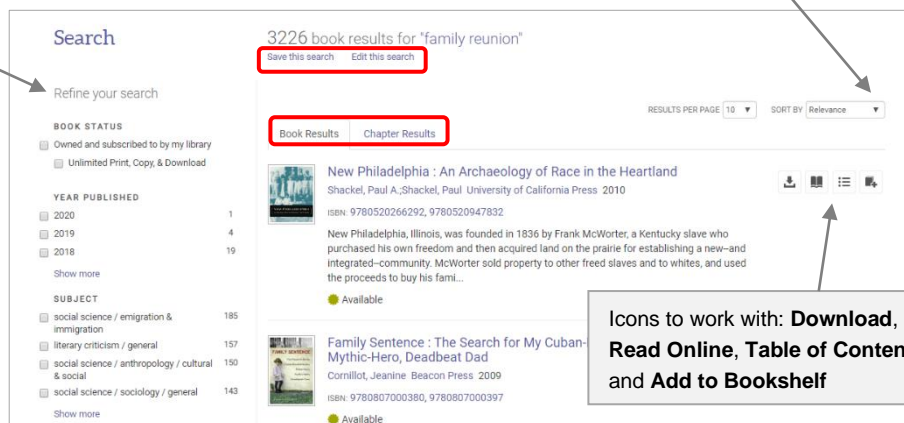 Search
Refine your search
BOOK STATUS
Owned and subscribed to by my library
Unlimited Print, Copy, & Download
YEAR PUBLISHED
2020 1
2019 4
2018 19
Show more
SUBJECT
social science / emigration & 185
immigration
literary criticism / general 157
social science / anthropology / cultural 150
& social
social science / sociology / general 143
Show more
3226 book results for "family reunion"
Save this search Edit this search
RESULTS PER PAGE 10 SORT BY Relevance
Book Results Chapter Results
New Philadelphia : An Archaeology of Race in the Heartland
Shackel, Paul A.;Shackel, Paul University of California Press 2010
ISBN: 9780520266292, 9780520947832
New Philadelphia, Illinois, was founded in 1836 by Frank McWorter, a Kentucky slave who
purchased his own freedom and then acquired land on the prairie for establishing a new—and
integrated—community. McWorter sold property to other freed slaves and to whites, and used
the proceeds to buy his fami...
Available
Family Sentence : The Search for My Cuban-
Mythic-Hero, Deadbeat Dad
Cornillot, Jeanine Beacon Press 2009
ISBN: 9780807000380, 9780807000397
Available
Icons to work with: Download,
Read Online, Table of Conten
and Add to Bookshelf